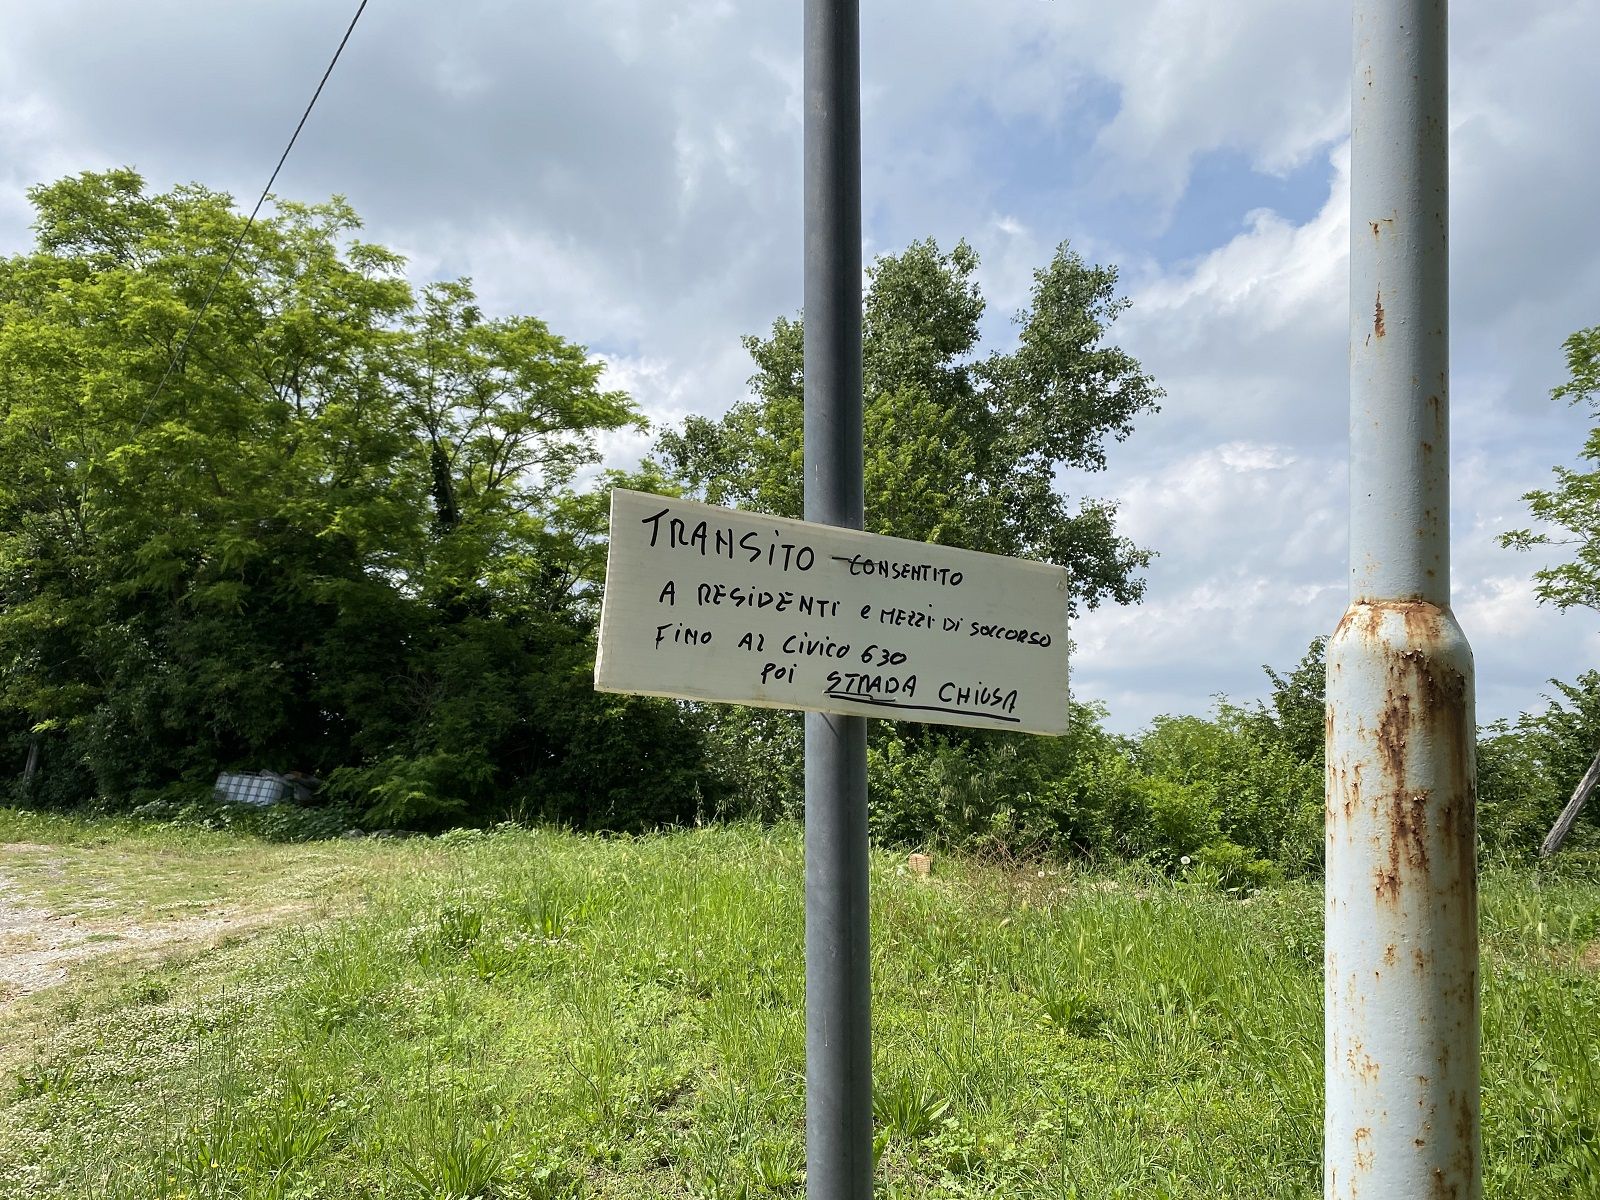 TRANSiTO CONSENTITO
A RESiDENTi e MEZZi Di SOCCORSO
FiNO AL CiViCO 630
POi STRADA CHiUSA